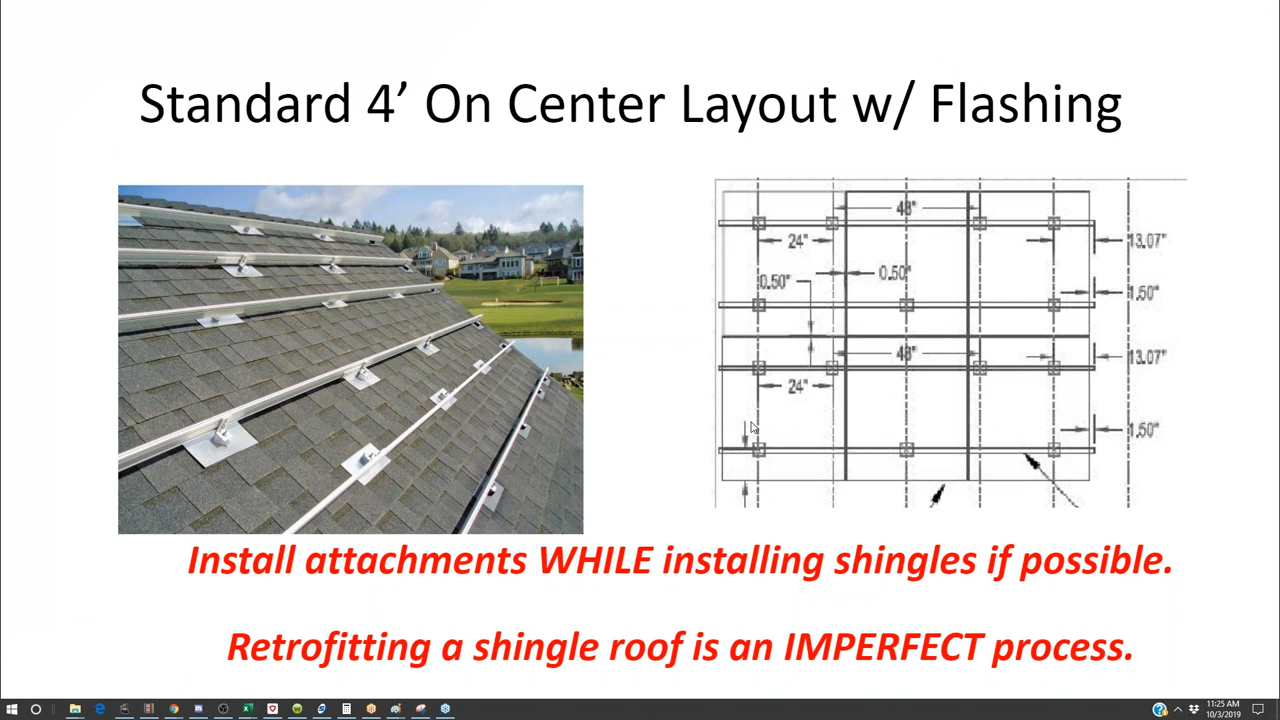 Standard 4’ On Center Layout w/ Flashing
48"
24"
13.07"
0.50"
0.50"
1.50"
48"
13.07"
24"
1.50"
Install attachments WHILE installing shingles if possible.
Retrofitting a shingle roof is an IMPERFECT process.
11:25 AM
10/3/2019